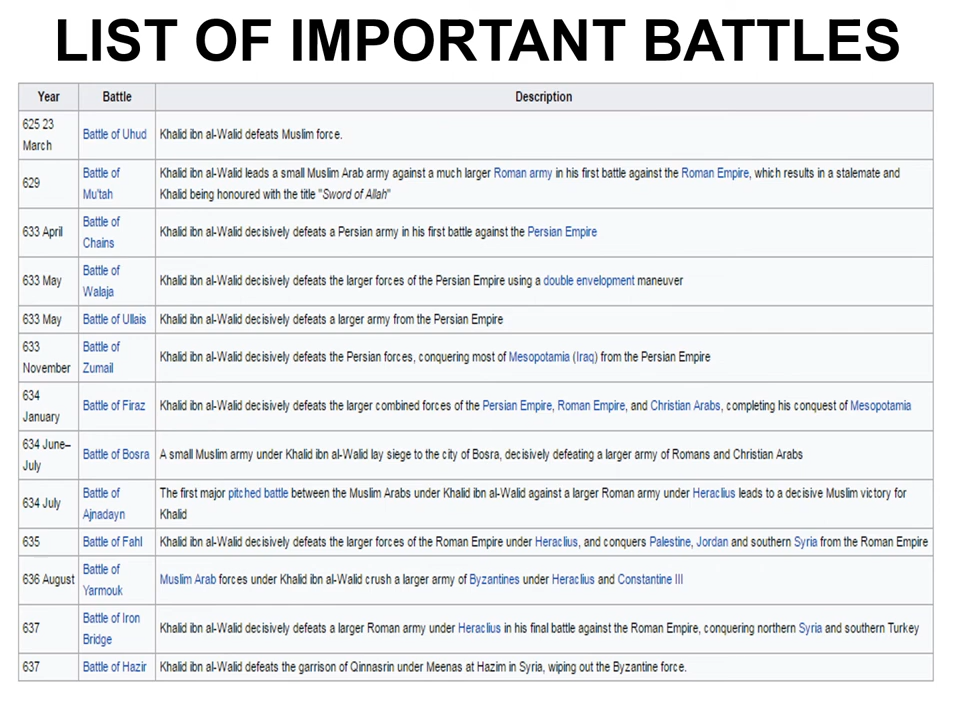 LIST OF IMPORTANT BATTLES
Year Battle Description
625 23
March
Battle of Uhud
Khalid ibn al-Walid defeats Muslim force.
629
Battle of
Mu'tah
Khalid ibn al-Walid leads a small Muslim Arab army against a much larger Roman army in his first battle against the Roman Empire, which results in a stalemate and
Khalid being honoured with the title "Sword of Allah"
633 April
Battle of
Chains
Khalid ibn al-Walid decisively defeats a Persian army in his first battle against the Persian Empire
633 May
Battle of
Walaja
Khalid ibn al-Walid decisively defeats the larger forces of the Persian Empire using a double envelopment maneuver
633 May
Battle of Ullais
Khalid ibn al-Walid decisively defeats a larger army from the Persian Empire
633
November
Battle of
Zumail
Khalid ibn al-Walid decisively defeats the Persian forces, conquering most of Mesopotamia (Iraq) from the Persian Empire
634
January
Battle of Firaz
Khalid ibn al-Walid decisively defeats the larger combined forces of the Persian Empire, Roman Empire, and Christian Arabs, completing his conquest of Mesopotamia
634 June–
July
Battle of Bosra
A small Muslim army under Khalid ibn al-Walid lay siege to the city of Bosra, decisively defeating a larger army of Romans and Christian Arabs
634 July
Battle of
Ajnadayn
The first major pitched battle between the Muslim Arabs under Khalid ibn al-Walid against a larger Roman army under Heraclius leads to a decisive Muslim victory for
Khalid
635
Battle of Fahl
Khalid ibn al-Walid decisively defeats the larger forces of the Roman Empire under Heraclius, and conquers Palestine, Jordan and southern Syria from the Roman Empire
636 August
Battle of
Yarmouk
Muslim Arab forces under Khalid ibn al-Walid crush a larger army of Byzantines under Heraclius and Constantine III
637
Battle of Iron
Bridge
Khalid ibn al-Walid decisively defeats a larger Roman army under Heraclius in his final battle against the Roman Empire, conquering northern Syria and southern Turkey
637
Battle of Hazir
Khalid ibn al-Walid defeats the garrison of Qinnasrin under Meenas at Hazim in Syria, wiping out the Byzantine force.